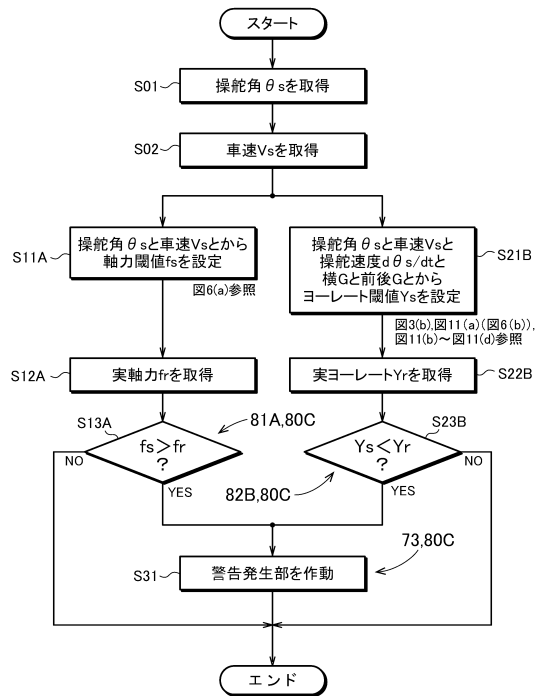 スタート
S01
操舵角θsを取得
S02
車速Vsを取得
S11A
操舵角θsと車速Vsとから
軸力閾値fsを設定
図6(a)参照
操舵角θsと車速Vsと
操舵速度dθs/dtと
横Gと前後Gとから
ヨーレート閾値Ysを設定
S21B
図3(b),図11(a)(図6(b)),
図11(b)~図11(d)参照
S12A
実軸力frを取得
実ヨーレートYrを取得
S22B
S13A
fs>fr
?
NO
YES
81A,80C
S23B
Ys<Yr
?
NO
YES
82B,80C
73,80C
S31
警告発生部を作動
エンド